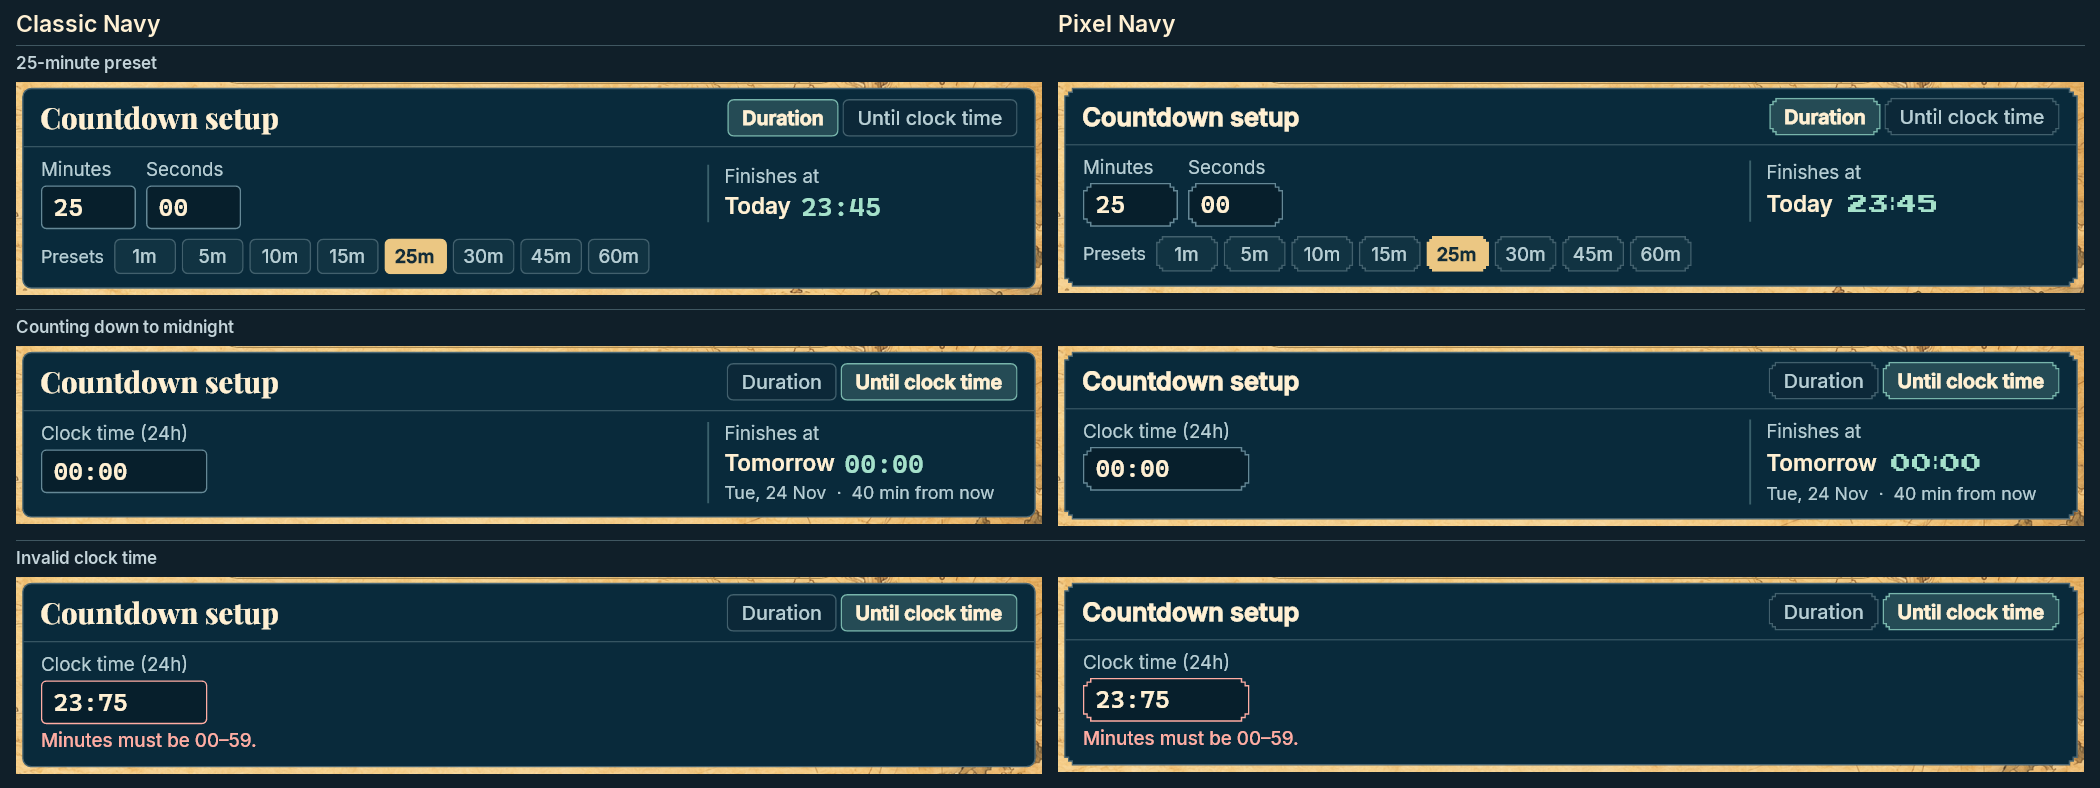 Classic Navy
Pixel Navy
25-minute preset
Countdown setup
Duration
Until clock time
Minutes
Seconds
25
00
Finishes at
Today 23:45
Presets 1m 5m 10m 15m 25m 30m 45m 60m
Countdown setup
Duration
Until clock time
Minutes
Seconds
25
00
Finishes at
Today 23:45
Presets 1m 5m 10m 15m 25m 30m 45m 60m
Counting down to midnight
Countdown setup
Duration
Until clock time
Clock time (24h)
00:00
Finishes at
Tomorrow 00:00
Tue, 24 Nov · 40 min from now
Countdown setup
Duration
Until clock time
Clock time (24h)
00:00
Finishes at
Tomorrow 00:00
Tue, 24 Nov · 40 min from now
Invalid clock time
Countdown setup
Duration
Until clock time
Clock time (24h)
23:75
Minutes must be 00–59.
Countdown setup
Duration
Until clock time
Clock time (24h)
23:75
Minutes must be 00–59.